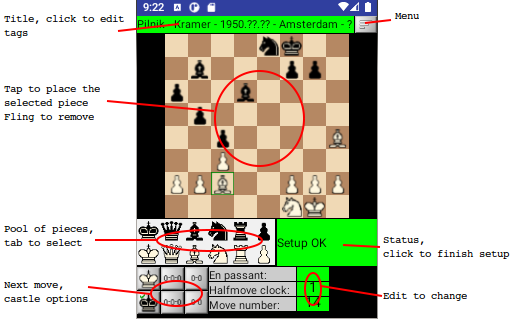 9:22
Title, click to edit
tags
Pilnik - Kramer - 1950.??.?? - Amsterdam - ?
Menu
Tap to place the
selected piece
Fling to remove
Pool of pieces,
tab to select
Setup OK
Status,
click to finish setup
Next move,
castle options
0-0-0
0-0
0-0-0
0-0
En passant:
Halfmove clock:
1
Move number:
14
Edit to change